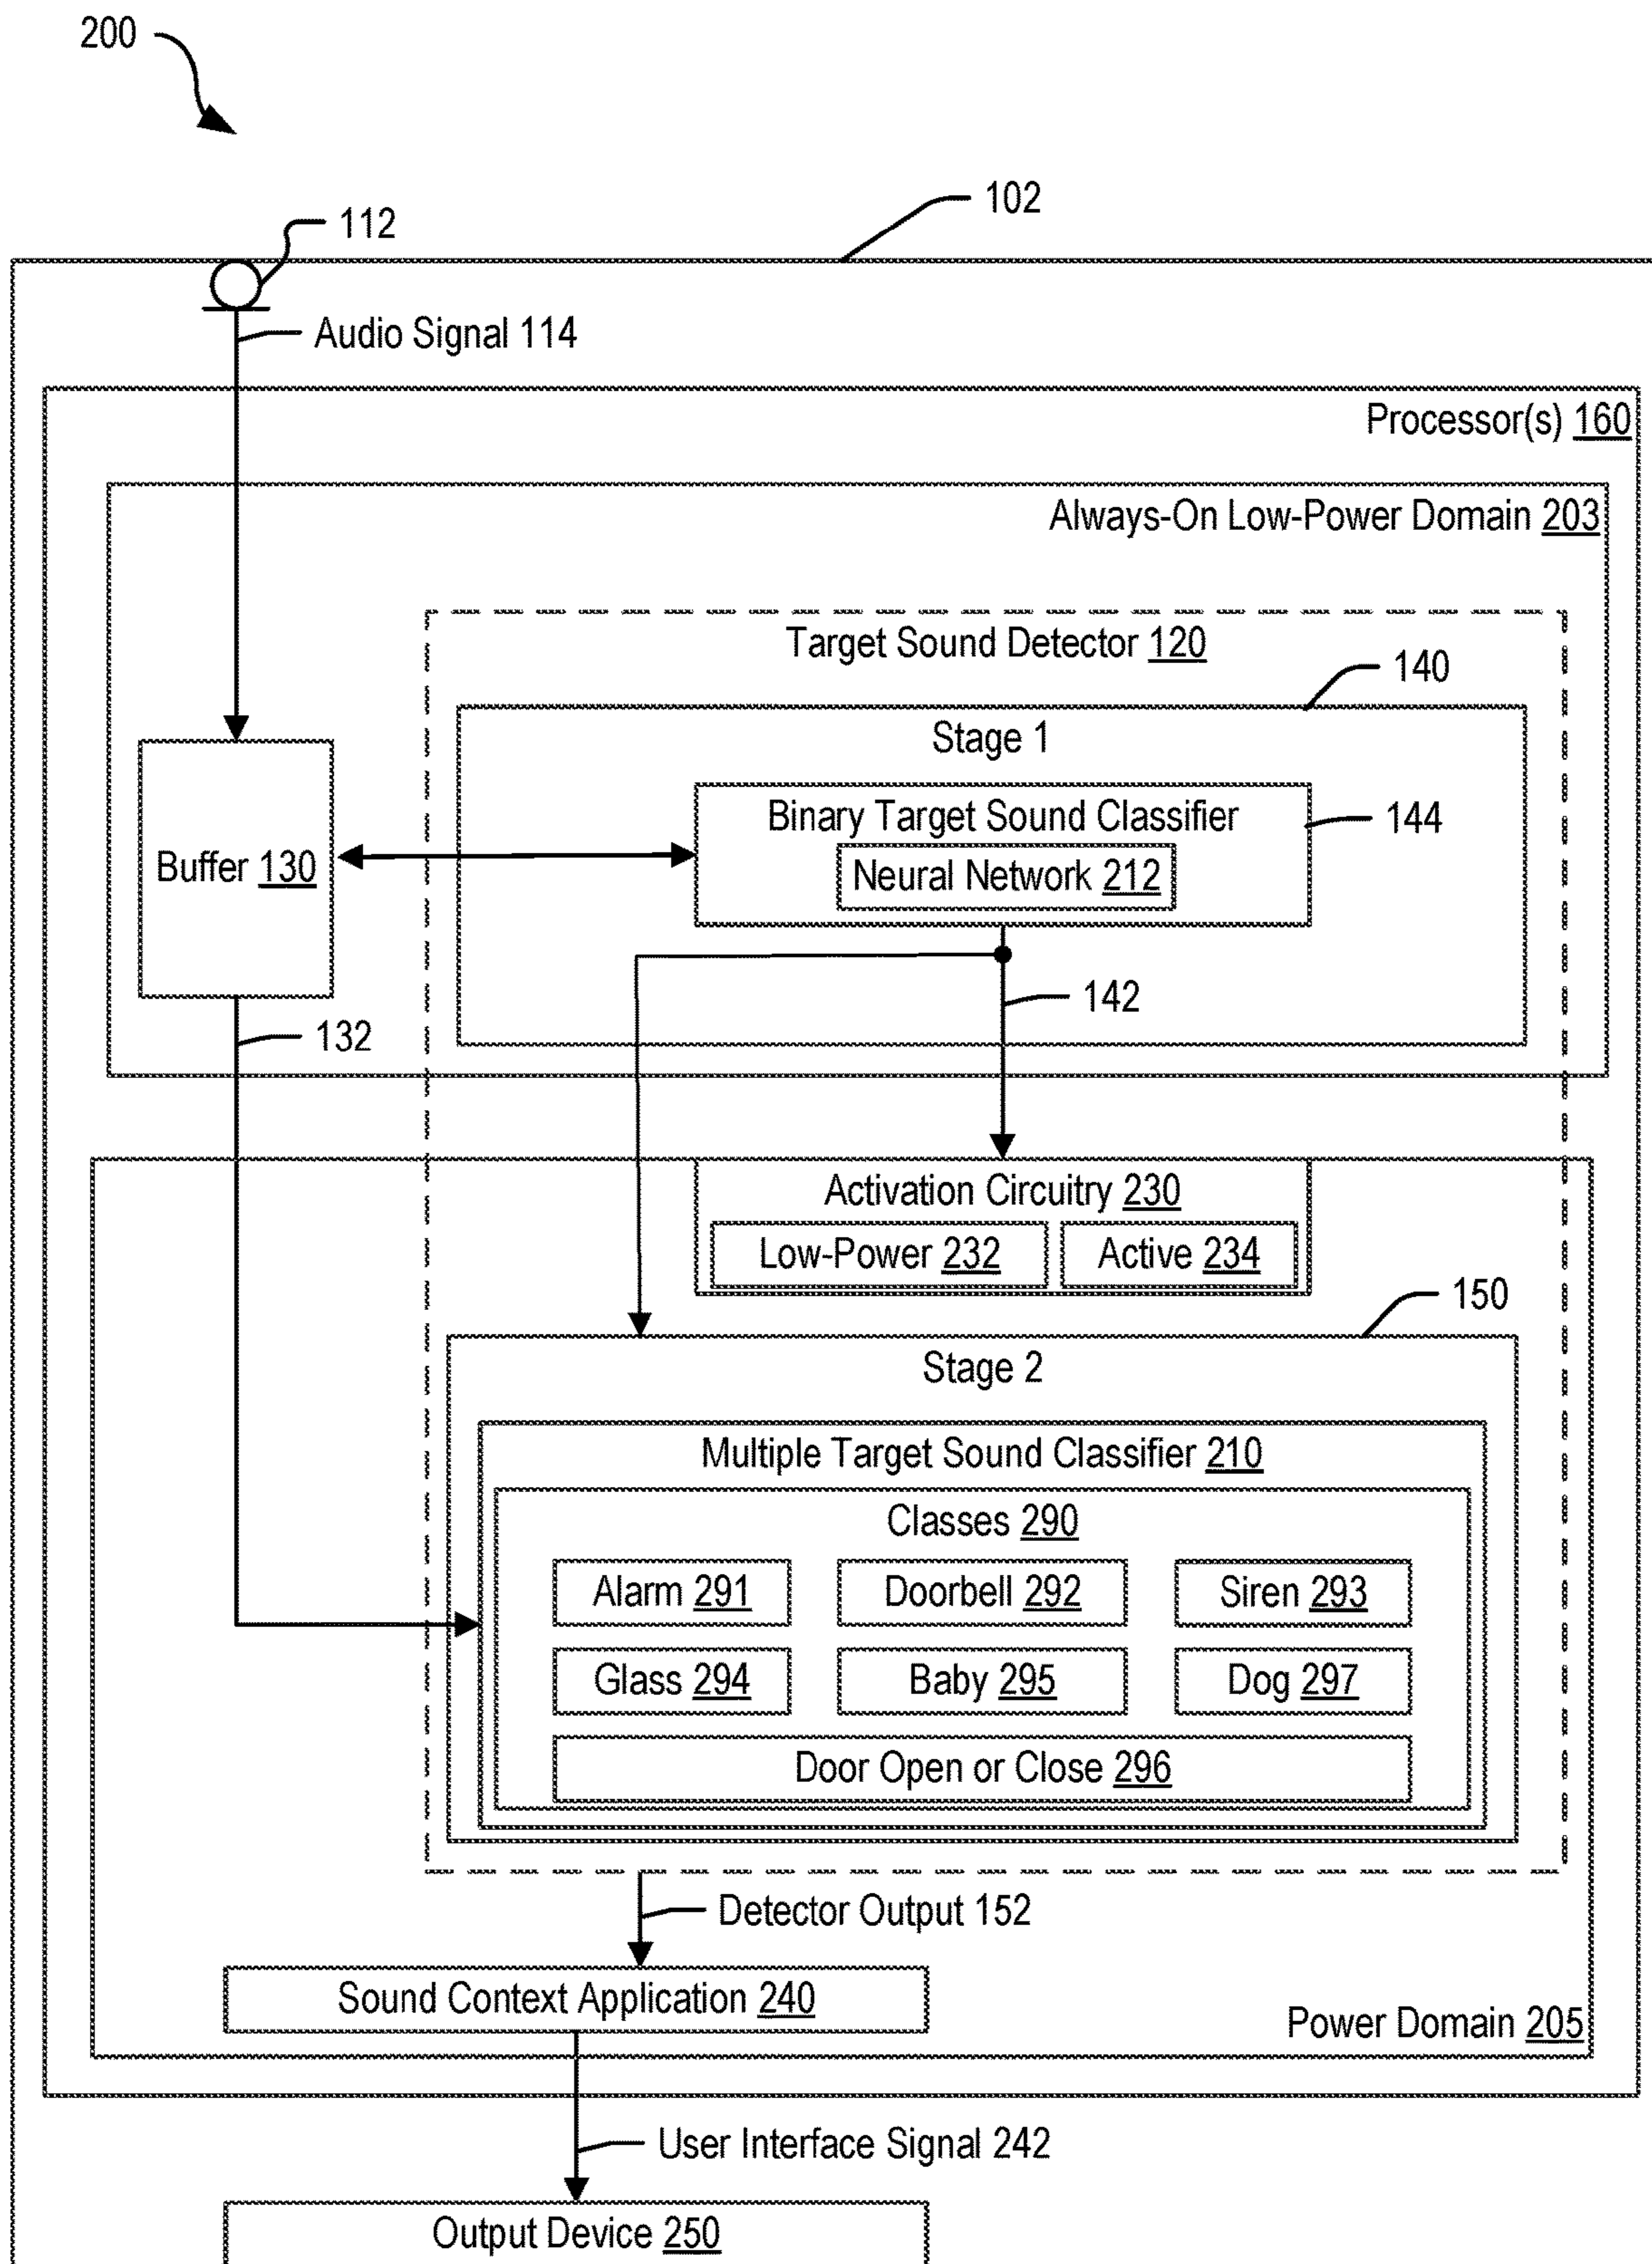 200
102
112
Audio Signal 114
Processor(s) 160
Always-On Low-Power Domain 203
Target Sound Detector 120
140
Stage 1
Binary Target Sound Classifier
144
Neural Network 212
Buffer 130
142
132
Activation Circuitry 230
Low-Power 232
Active 234
150
Stage 2
Multiple Target Sound Classifier 210
Classes 290
Alarm 291
Doorbell 292
Siren 293
Glass 294
Baby 295
Dog 297
Door Open or Close 296
Detector Output 152
Sound Context Application 240
Power Domain 205
User Interface Signal 242
Output Device 250